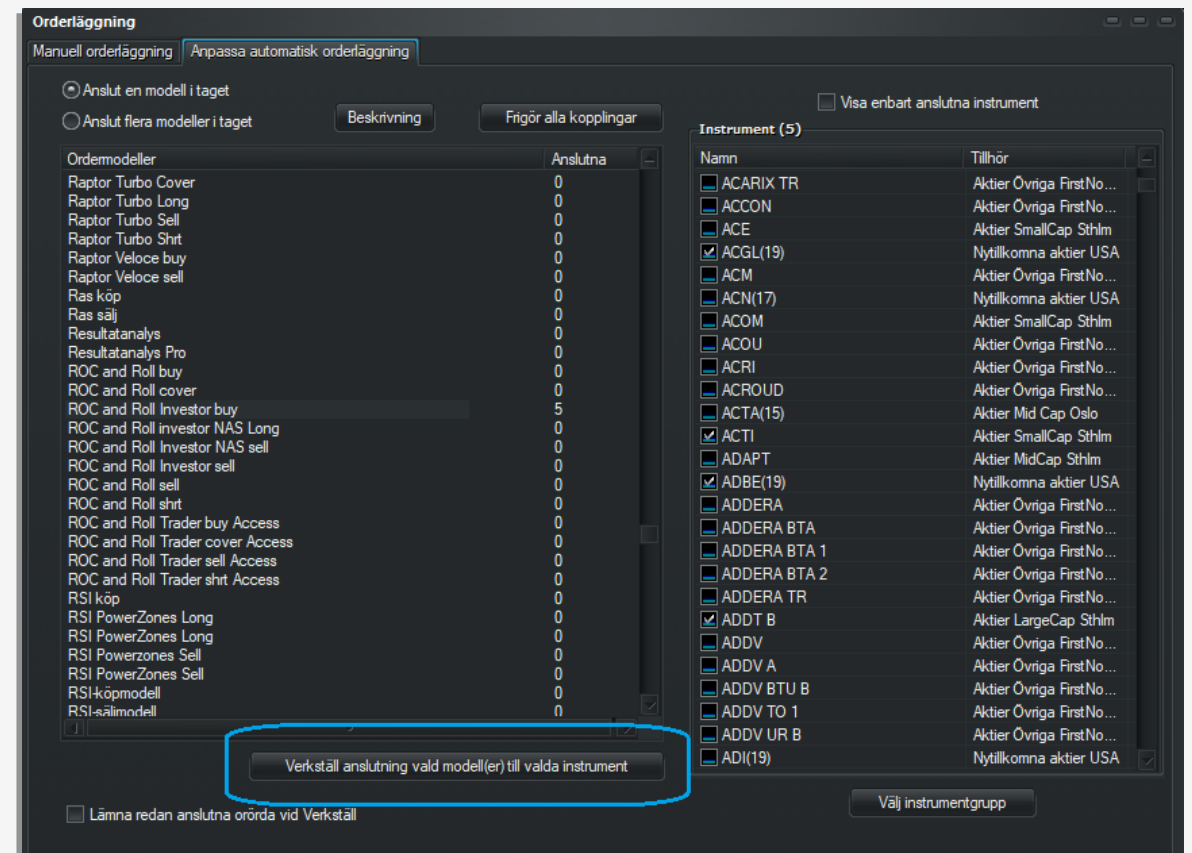 Orderläggning
Manuell orderläggning Anpassa automatisk orderläggning
Anslut en modell i taget
Anslut flera modeller i taget
Beskrivning
Frigör alla kopplingar
Ordermodeller Anslutna
Raptor Turbo Cover 0
Raptor Turbo Long 0
Raptor Turbo Sell 0
Raptor Turbo Shrt 0
Raptor Veloce buy 0
Raptor Veloce sell 0
Ras köp 0
Ras sälj 0
Resultatanalys 0
Resultatanalys Pro 0
ROC and Roll buy 0
ROC and Roll cover 0
ROC and Roll Investor buy 5
ROC and Roll investor NAS Long 0
ROC and Roll Investor NAS sell 0
ROC and Roll Investor sell 0
ROC and Roll sell 0
ROC and Roll shrt 0
ROC and Roll Trader buy Access 0
ROC and Roll Trader cover Access 0
ROC and Roll Trader sell Access 0
ROC and Roll Trader shrt Access 0
RSI köp 0
RSI PowerZones Long 0
RSI PowerZones Long 0
RSI Powerzones Sell 0
RSI PowerZones Sell 0
RSI-köpmodell 0
RSI-säljmodell 0
Verkställ anslutning vald modell(er) till valda instrument
Lämna redan anslutna orörda vid Verkställ
Visa enbart anslutna instrument
Instrument (5)
Namn Tillhör
ACARIX TR Aktier Övriga FirstNo...
ACCON Aktier Övriga FirstNo...
ACE Aktier SmallCap Sthlm
ACGL(19) Nytillkomna aktier USA
ACM Aktier Övriga FirstNo...
ACN(17) Nytillkomna aktier USA
ACOM Aktier SmallCap Sthlm
ACOU Aktier Övriga FirstNo...
ACRI Aktier Övriga FirstNo...
ACROUD Aktier Övriga FirstNo...
ACTA(15) Aktier Mid Cap Oslo
ACTI Aktier SmallCap Sthlm
ADAPT Aktier MidCap Sthlm
ADBE(19) Nytillkomna aktier USA
ADDERA Aktier Övriga FirstNo...
ADDERA BTA Aktier Övriga FirstNo...
ADDERA BTA 1 Aktier Övriga FirstNo...
ADDERA BTA 2 Aktier Övriga FirstNo...
ADDERA TR Aktier Övriga FirstNo...
ADDT B Aktier LargeCap Sthlm
ADDV Aktier Övriga FirstNo...
ADDV A Aktier Övriga FirstNo...
ADDV BTU B Aktier Övriga FirstNo...
ADDV TO 1 Aktier Övriga FirstNo...
ADDV UR B Aktier Övriga FirstNo...
ADI(19) Nytillkomna aktier USA
Välj instrumentgrupp